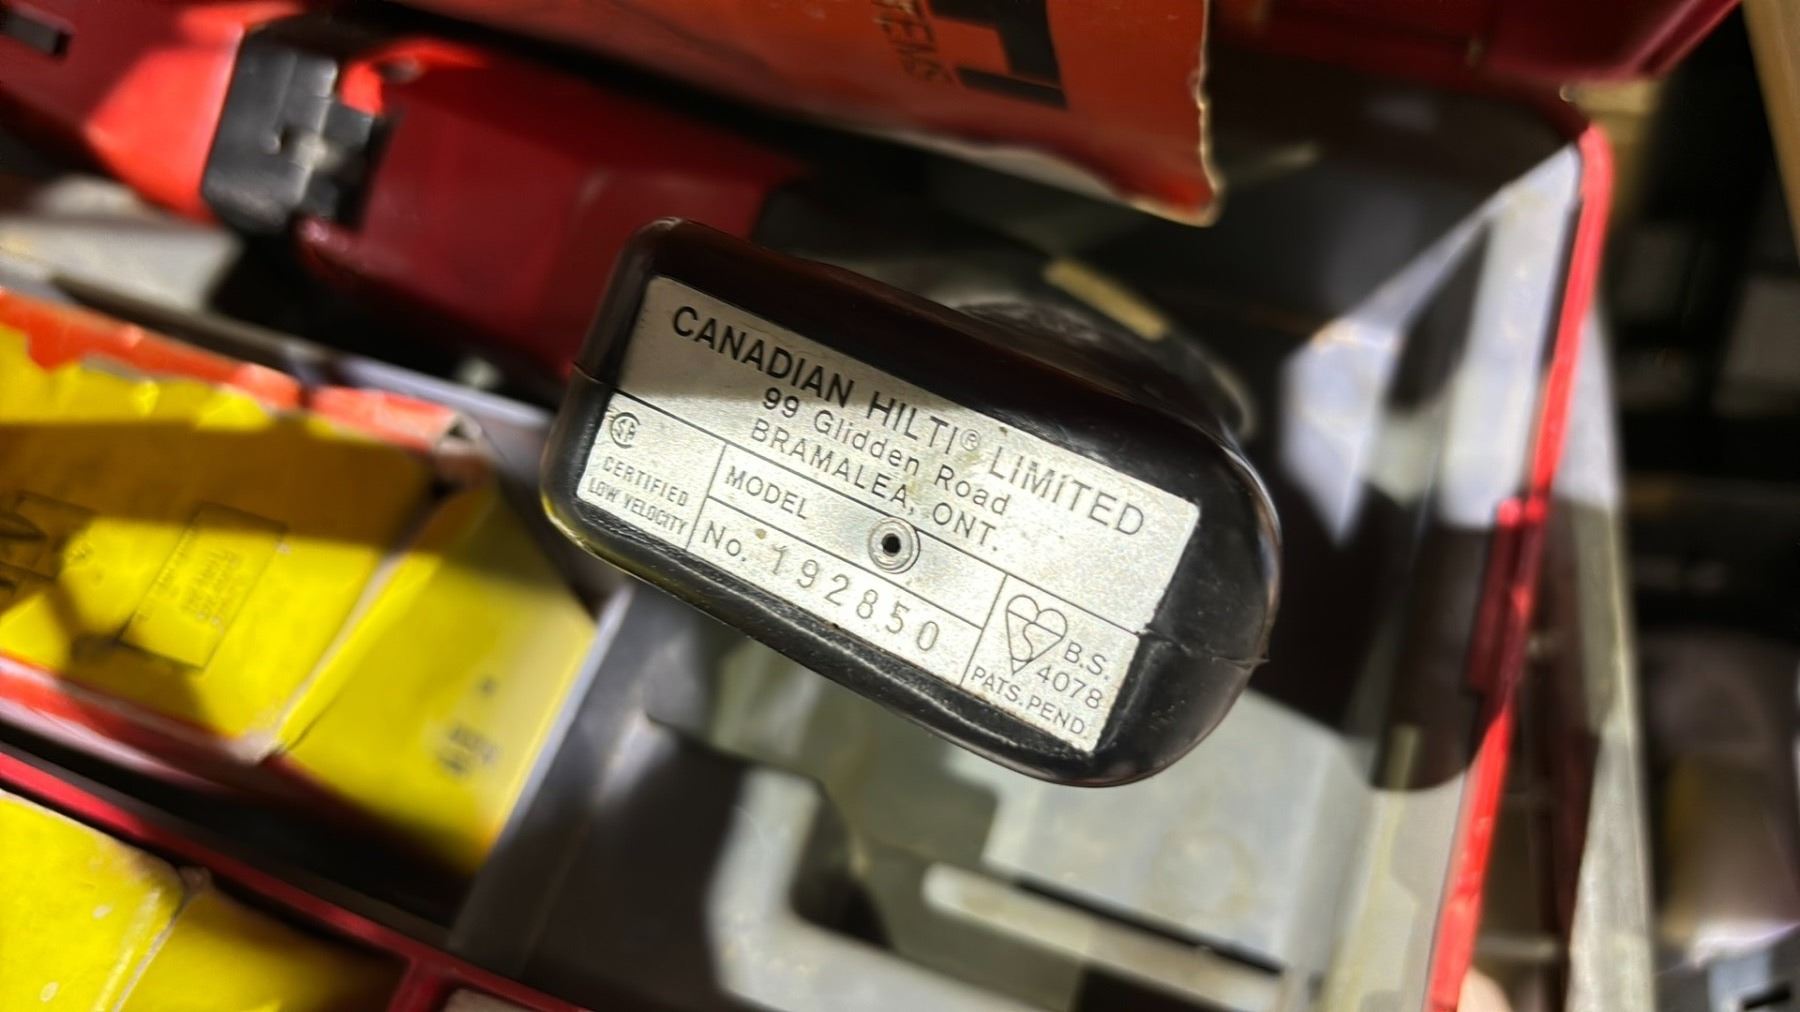 CANADIAN HILTI® LIMITED
99 Glidden Road
BRAMALEA, ONT.
CERTIFIED
LOW VELOCITY
MODEL
No. 192850
B.S.
4078
PATS. PEND.